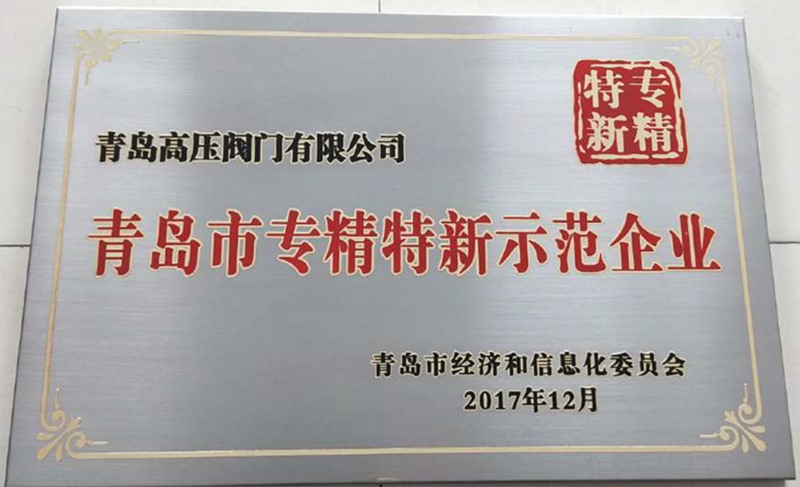 专精
特新
青岛高压阀门有限公司
青岛市专精特新示范企业
青岛市经济和信息化委员会
2017年12月